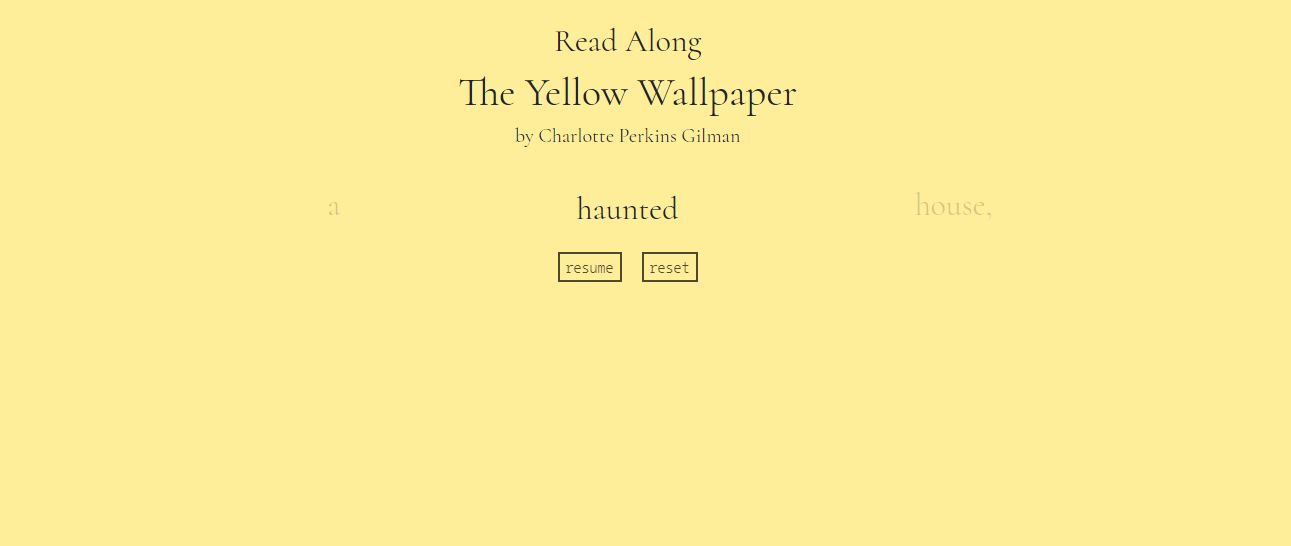 Read Along
The Yellow Wallpaper
by Charlotte Perkins Gilman
a haunted house,
resume reset